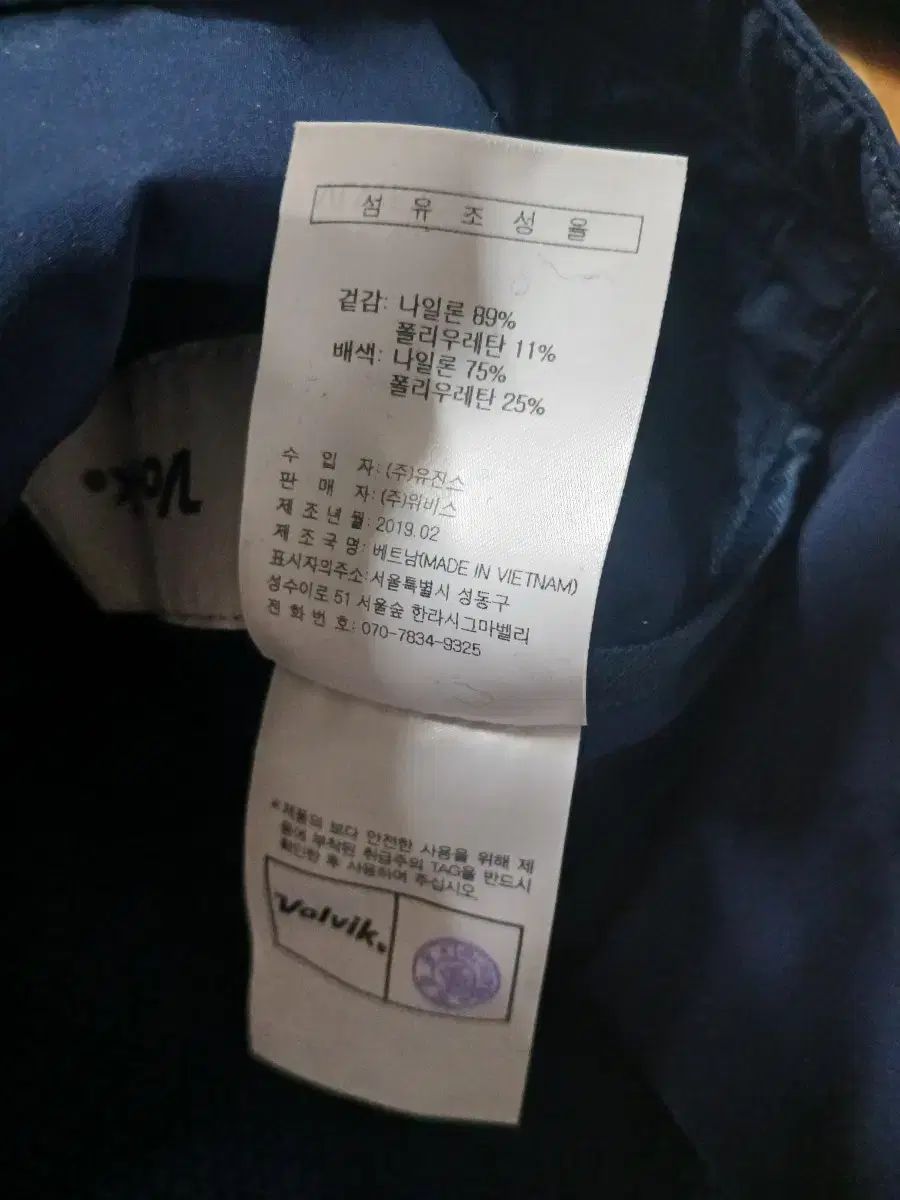 섬 유 조 성 율
겉감: 나일론 89%
폴리우레탄 11%
배색: 나일론 75%
폴리우레탄 25%
수 입 자: (주)유진스
판 매 자: (주)위비스
제 조 년 월: 2019.02
제 조 국 명: 베트남(MADE IN VIETNAM)
표시자의주소:서울특별시 성동구
성수이로 51 서울숲 한라시그마밸리
전 화 번 호: 070-7834-9325
*제품의 보다 안전한 사용을 위해 제
품에 부착된 취급주의 TAG을 반드시
확인한 후 사용하여 주십시오
Volvik.